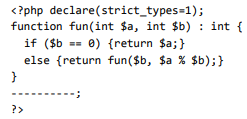 <?php declare(strict_types=1);
function fun(int $a, int $b) : int {
if ($b == 0) {return $a;}
else {return fun($b, $a % $b);}
}
----------;
?>